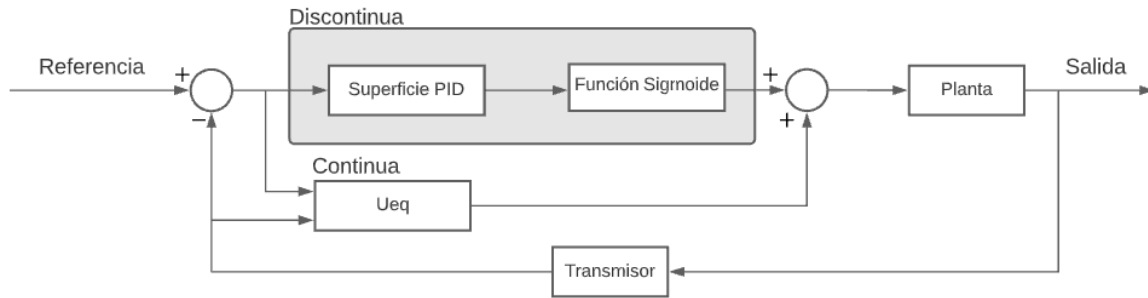 Discontinua
Referencia
+
−
Superficie PID
Función Sigmoide
+
+
Planta
Salida
Continua
Ueq
Transmisor